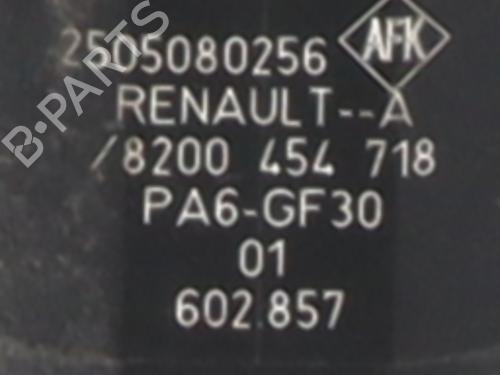 2505080256 AFK
RENAULT--A
/8200 454 718
PA6-GF30
01
602.857
B-PARTS